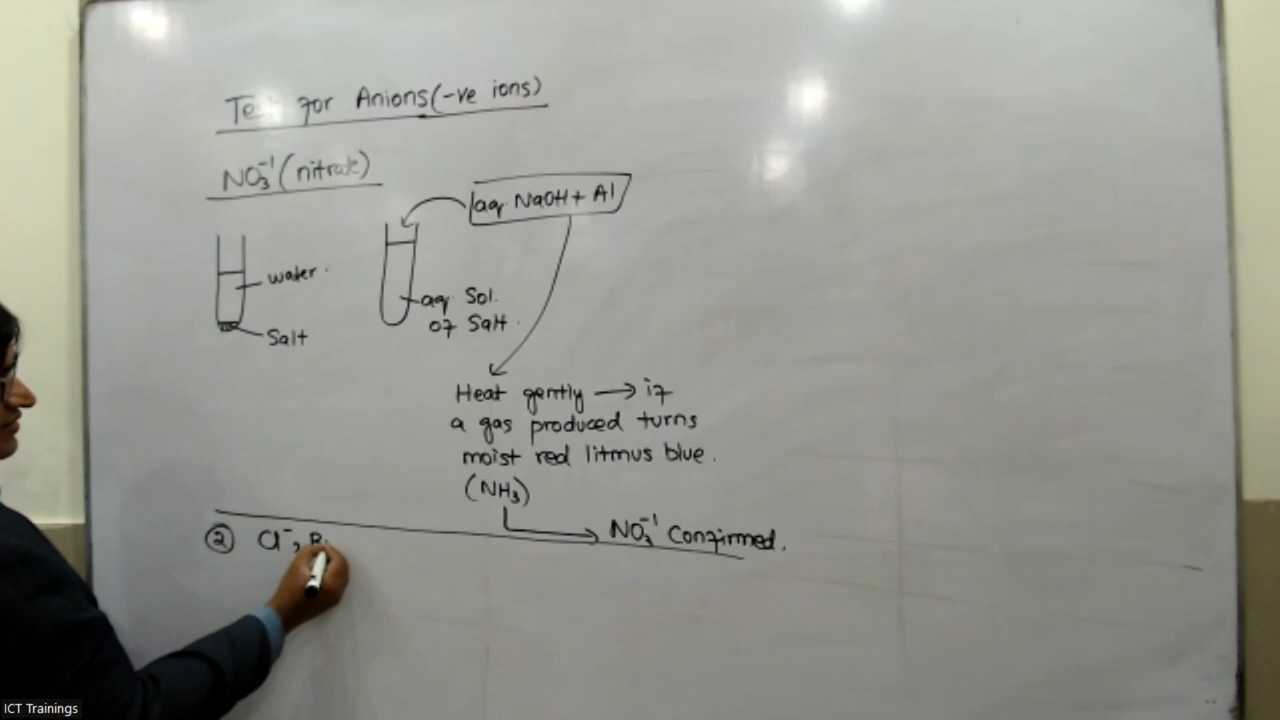 Test for Anions(-ve ions)
NO₃⁻¹ (nitrate)
aq NaOH + Al
water.
Salt
aq Sol.
of Salt.
Heat gently → if
a gas produced turns
moist red litmus blue.
(NH₃)
NO₃⁻¹ Confirmed.
② Cl⁻, B
ICT Trainings